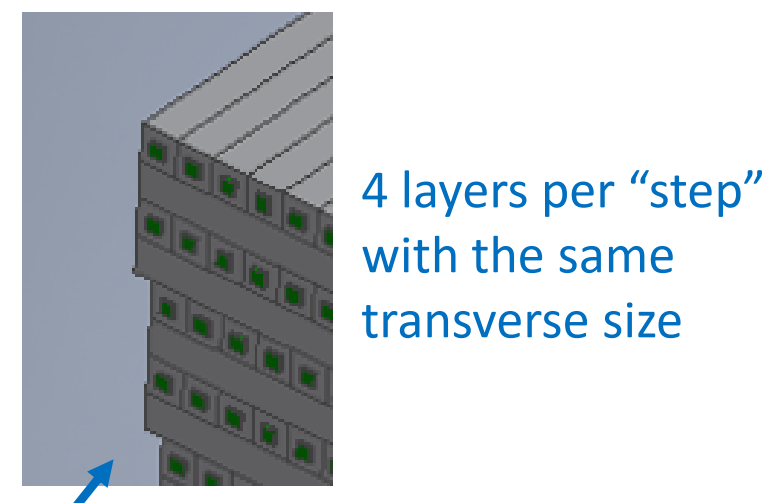 4 layers per “step”
with the same
transverse size